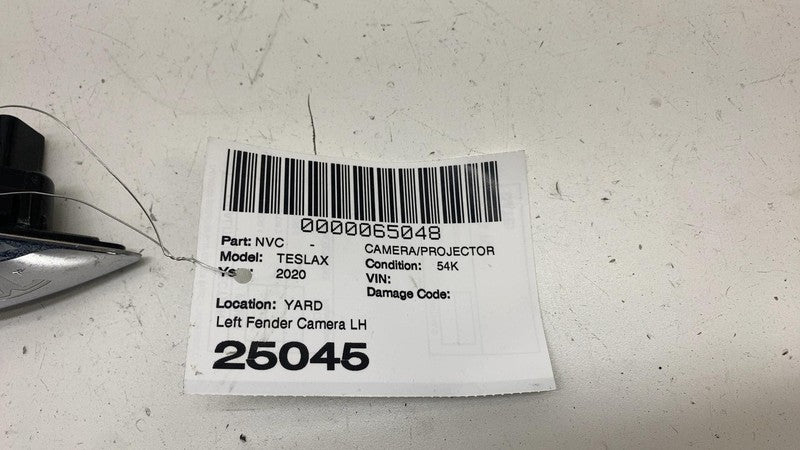 0000065048
Part: NVC - CAMERA/PROJECTOR
Model: TESLAX Condition: 54K
Year: 2020 VIN:
Damage Code:
Location: YARD
Left Fender Camera LH
25045